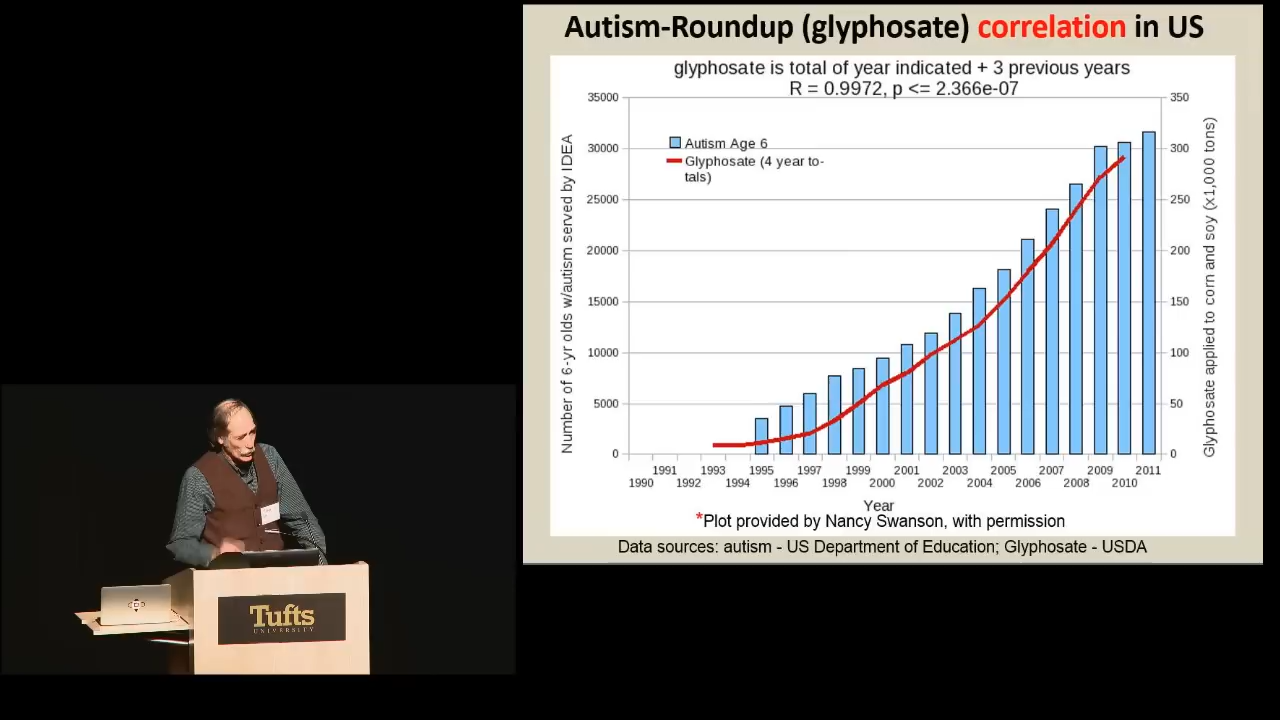 Autism-Roundup (glyphosate) correlation in US
glyphosate is total of year indicated + 3 previous years
R = 0.9972, p <= 2.366e-07
35000
30000
25000
20000
15000
10000
5000
0
350
300
250
200
150
100
50
0
Number of 6-yr olds w/autism served by IDEA
Glyphosate applied to corn and soy (x1,000 tons)
Autism Age 6
Glyphosate (4 year to-
tals)
1991 1993 1995 1997 1999 2001 2003 2005 2007 2009 2011
1990 1992 1994 1996 1998 2000 2002 2004 2006 2008 2010
Year
*Plot provided by Nancy Swanson, with permission
Data sources: autism - US Department of Education; Glyphosate - USDA
Tufts
UNIVERSITY